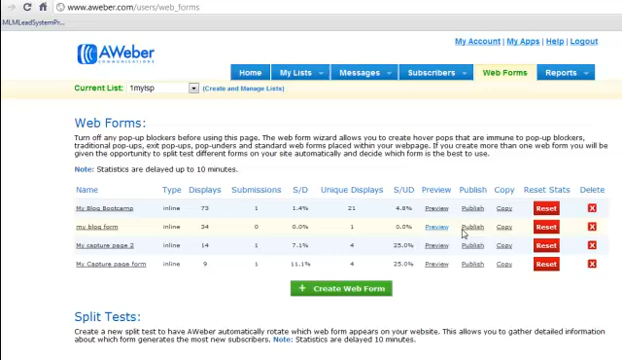 www.aweber.com/users/web_forms
MLMLeadSystemPr...
My Account | My Apps | Help | Logout
AWeber
COMMUNICATIONS
Home My Lists Messages Subscribers Web Forms Reports
Current List: (Create and Manage Lists)
Web Forms:
Turn off any pop-up blockers before using this page. The web form wizard allows you to create hover pops that are immune to pop-up blockers,
traditional pop-ups, exit pop-ups, pop-unders and standard web forms placed within your webpage. If you create more than one web form you will be
given the opportunity to split test different forms on your site automatically and decide which form is the best to use.
Note: Statistics are delayed up to 10 minutes.
Name Type Displays Submissions S/D Unique Displays S/UD Preview Publish Copy Reset Stats Delete
My Blog Bootcamp inline 73 1 1.4% 21 4.8% Preview Publish Copy Reset X
my blog form inline 34 0 0.0% 1 0.0% Preview Publish Copy Reset X
My capture page 2 inline 14 1 7.1% 4 25.0% Preview Publish Copy Reset X
My Capture page form inline 9 1 11.1% 4 25.0% Preview Publish Copy Reset X
+ Create Web Form
Split Tests:
Create a new split test to have AWeber automatically rotate which web form appears on your website. This allows you to gather detailed information
about which form generates the most new subscribers. Note: Statistics are delayed 10 minutes.